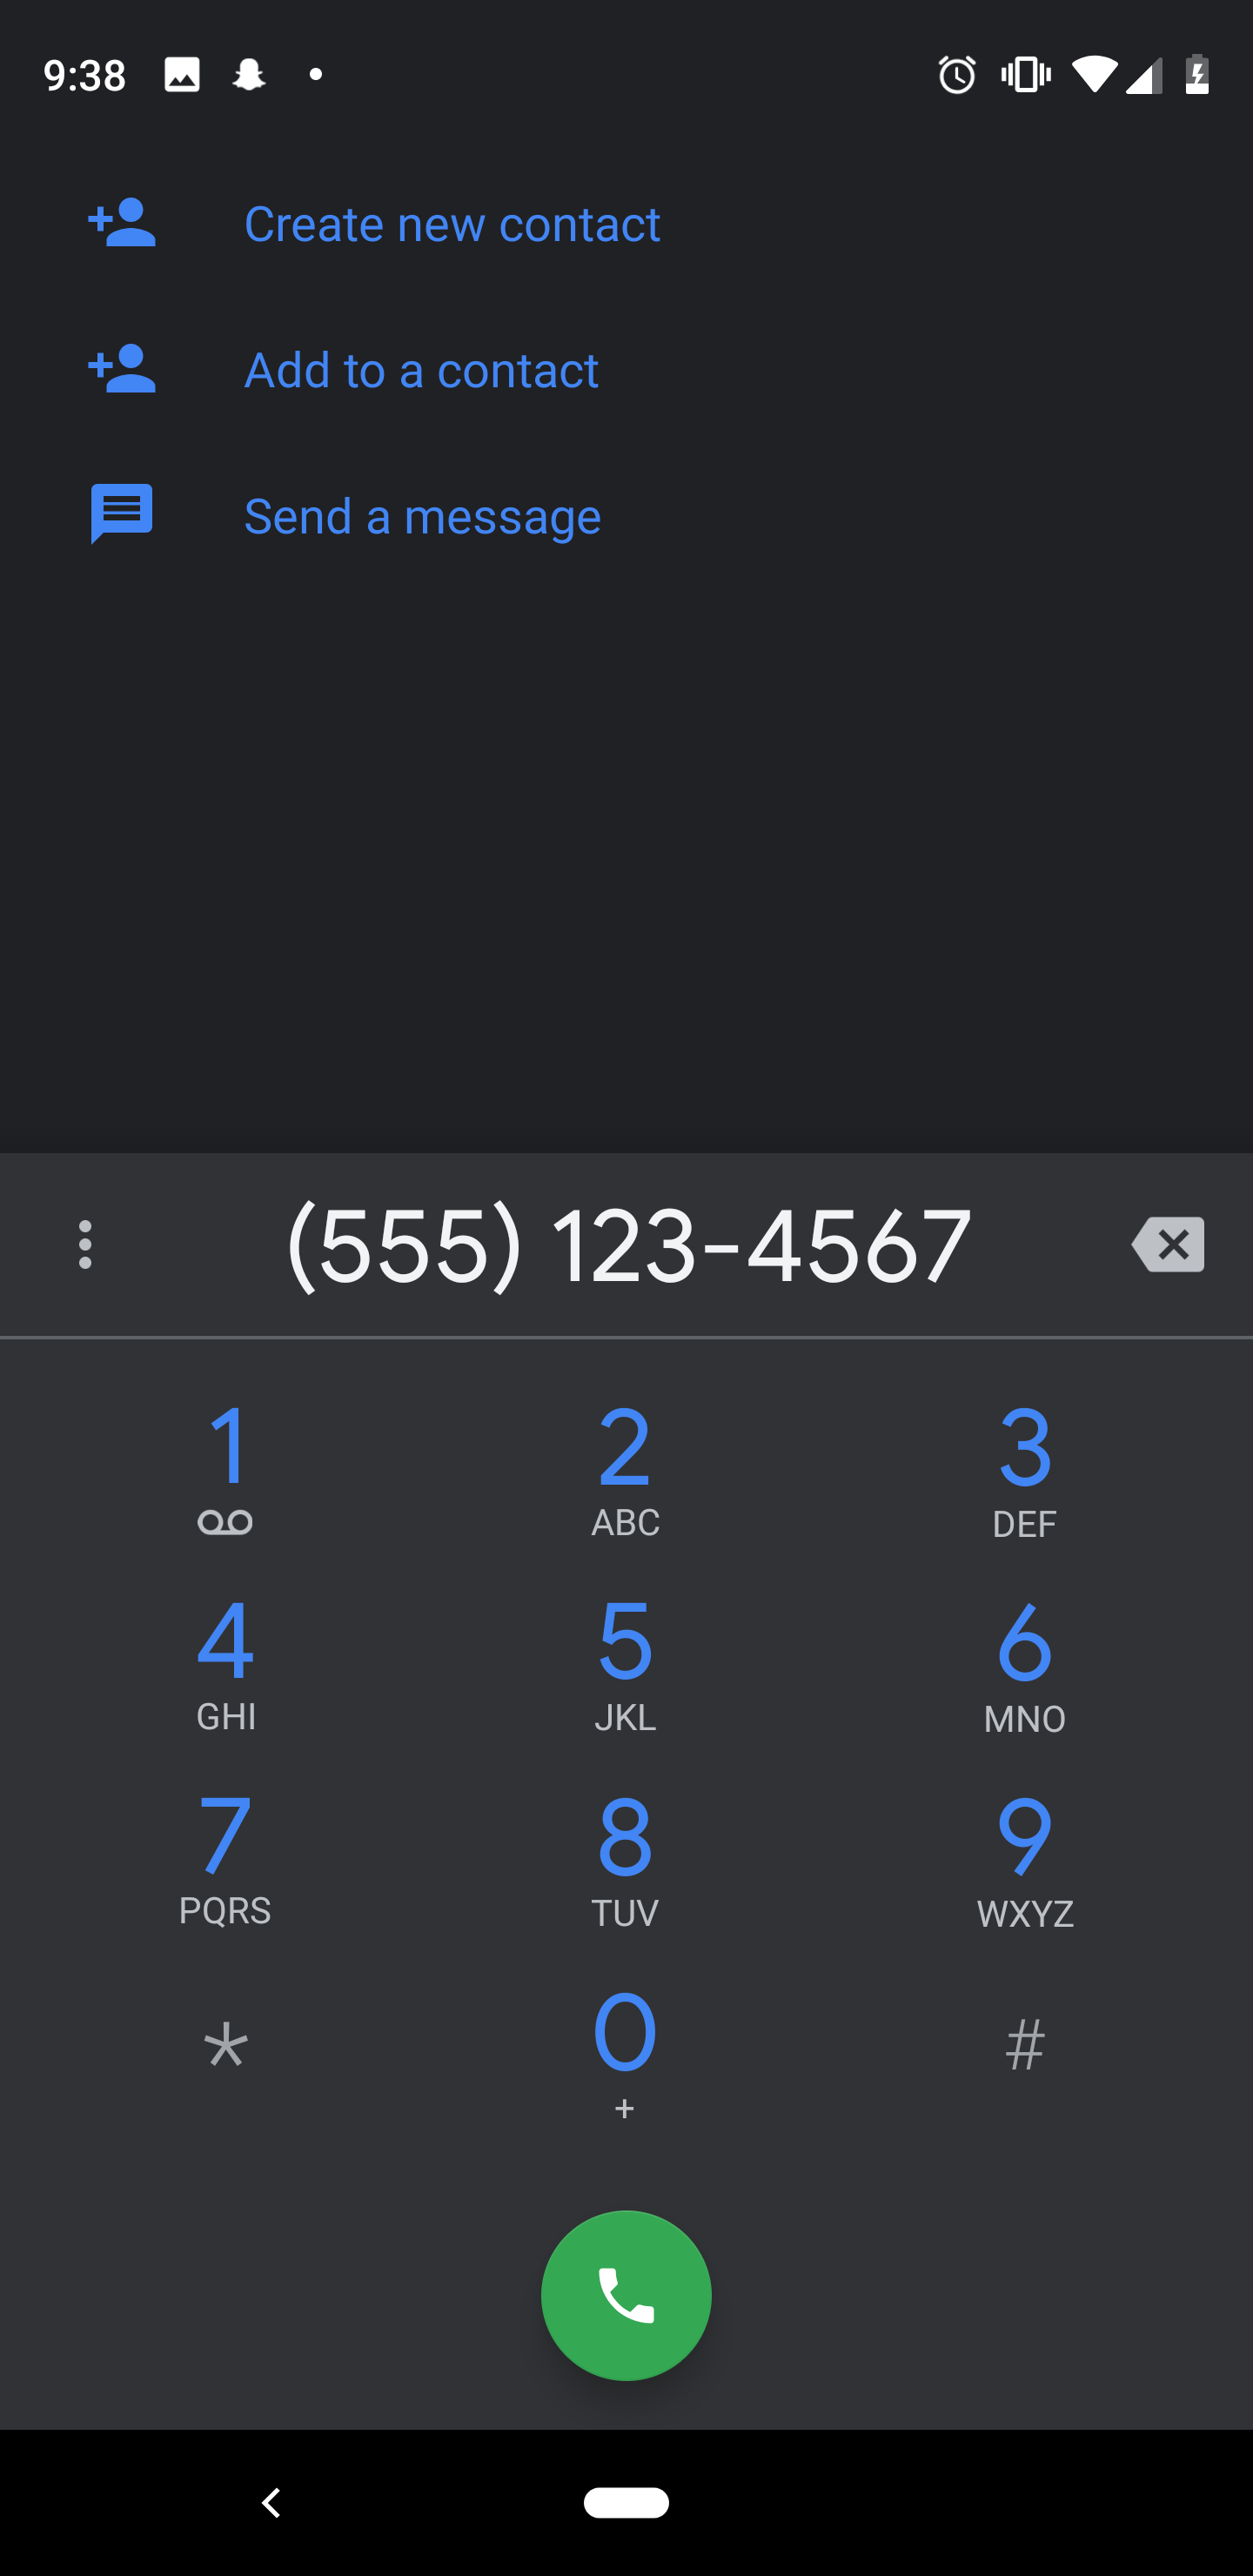 9:38
Create new contact
Add to a contact
Send a message
(555) 123-4567
1 2 3
ABC DEF
4 5 6
GHI JKL MNO
7 8 9
PQRS TUV WXYZ
* 0 #
+